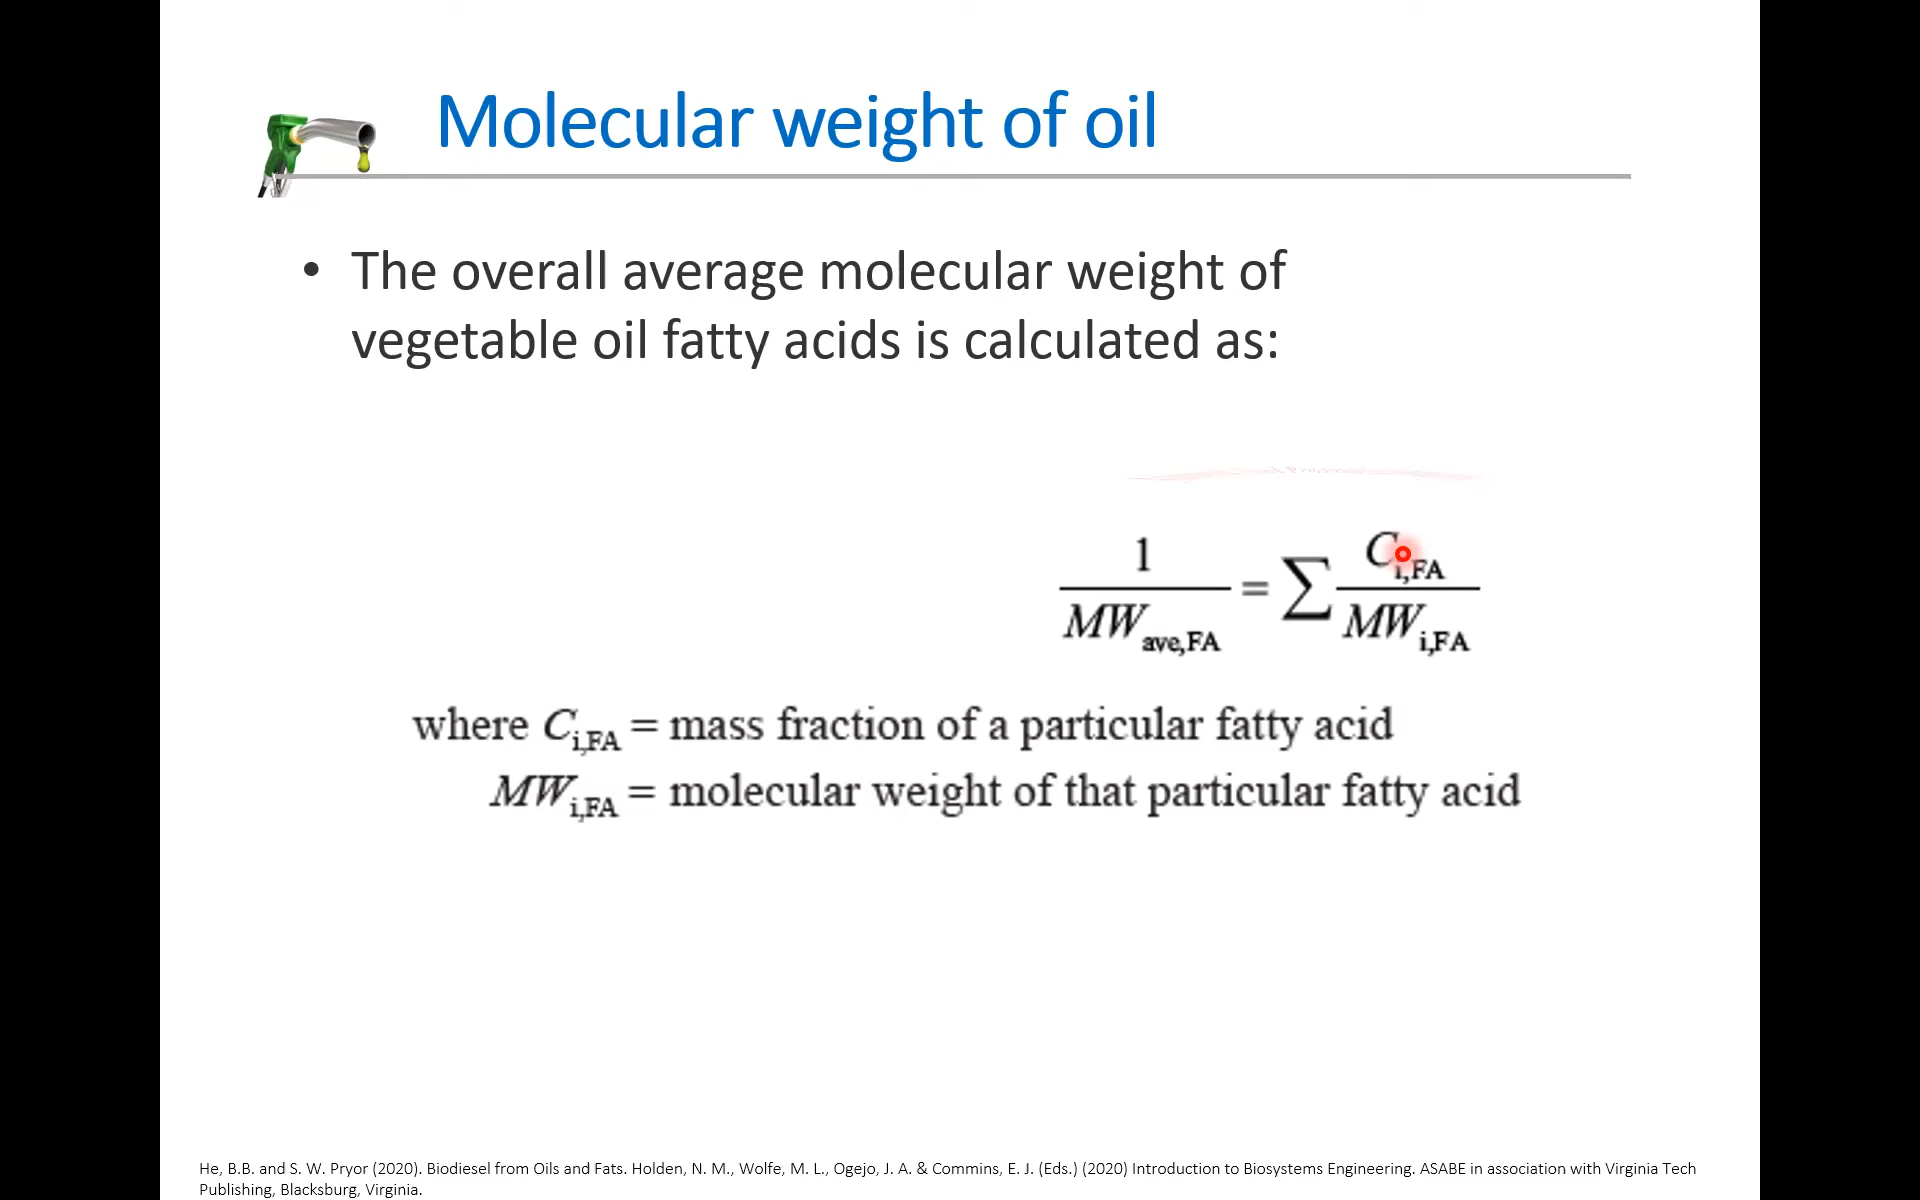 Molecular weight of oil
• The overall average molecular weight of
vegetable oil fatty acids is calculated as:
1/MW_ave,FA = ∑ C_i,FA/MW_i,FA
where C_i,FA = mass fraction of a particular fatty acid
MW_i,FA = molecular weight of that particular fatty acid
He, B.B. and S. W. Pryor (2020). Biodiesel from Oils and Fats. Holden, N. M., Wolfe, M. L., Ogejo, J. A. & Commins, E. J. (Eds.) (2020) Introduction to Biosystems Engineering. ASABE in association with Virginia Tech
Publishing, Blacksburg, Virginia.